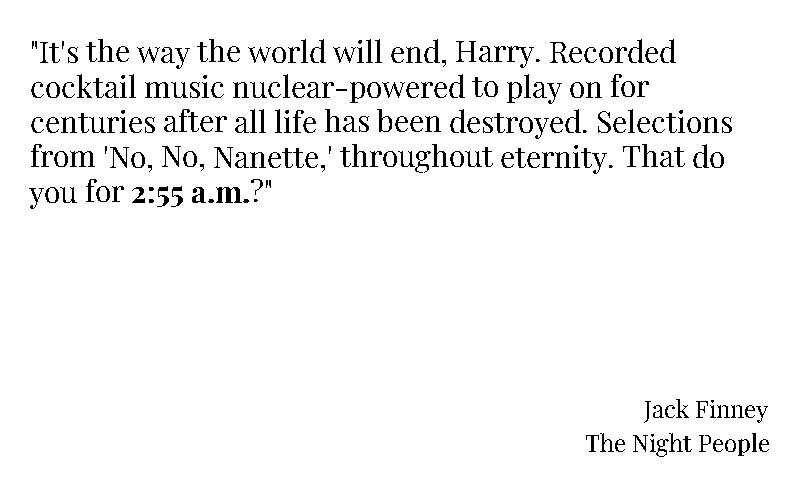 "It's the way the world will end, Harry. Recorded
cocktail music nuclear-powered to play on for
centuries after all life has been destroyed. Selections
from 'No, No, Nanette,' throughout eternity. That do
you for 2:55 a.m.?"
Jack Finney
The Night People